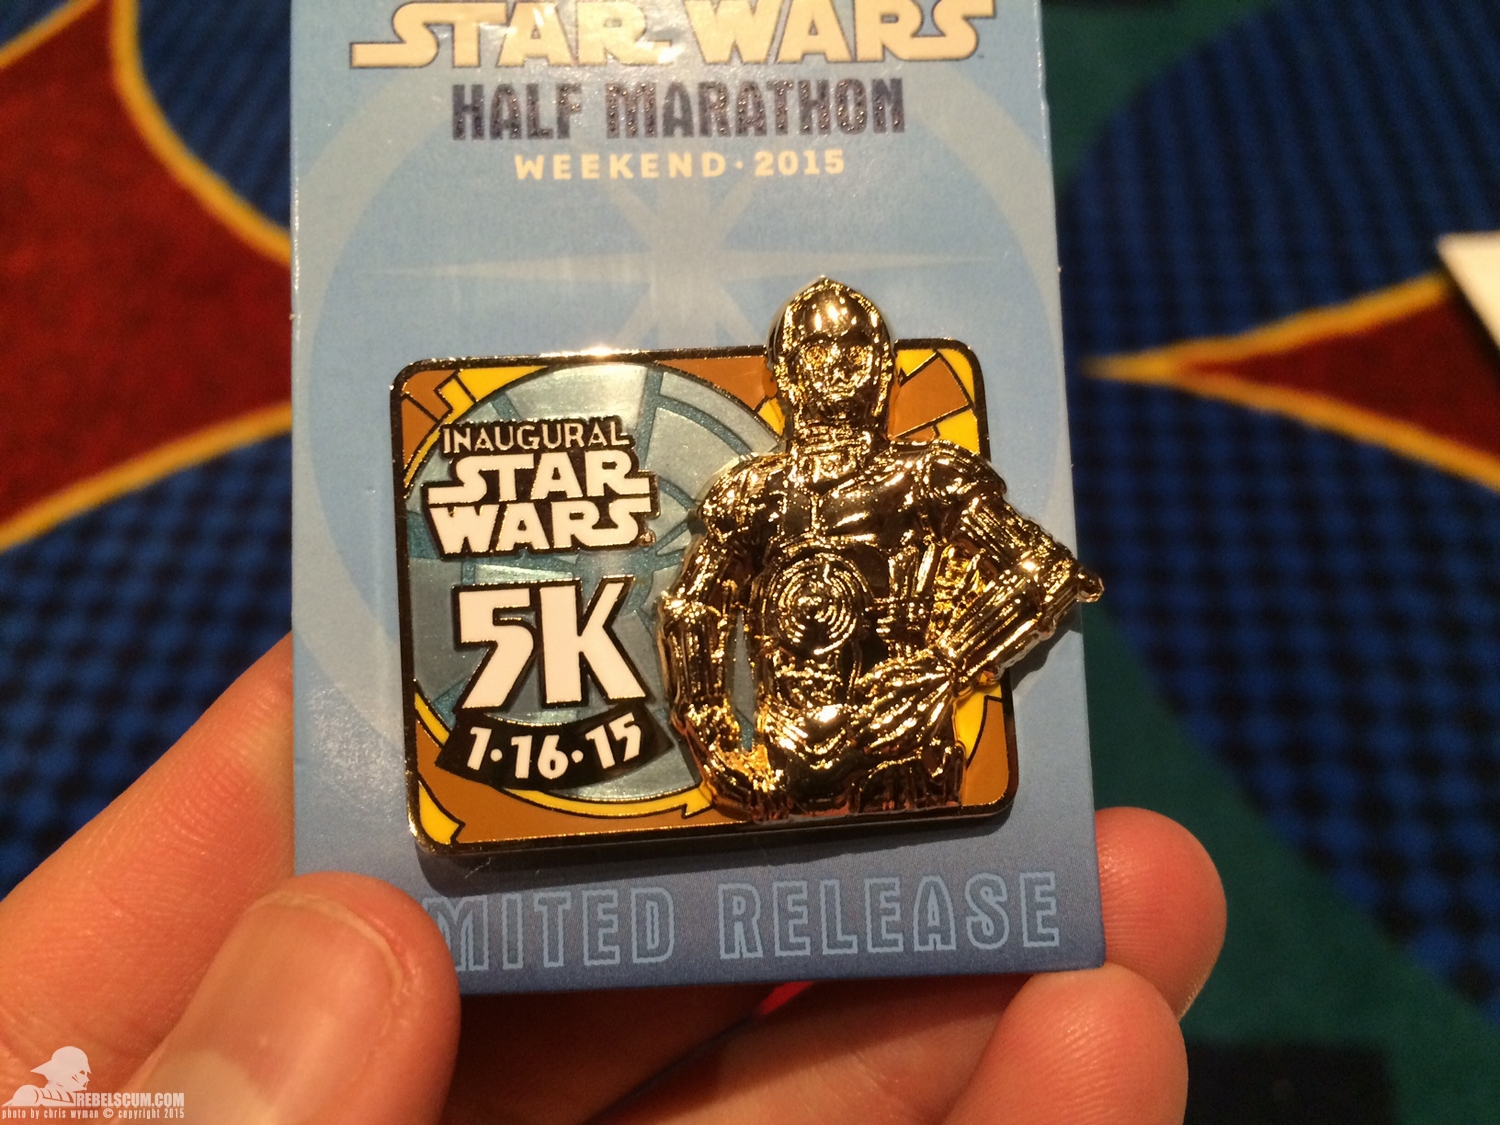 STAR WARS
HALF MARATHON
WEEKEND · 2015
INAUGURAL
STAR
WARS
5K
1·16·15
LIMITED RELEASE
REBELSCUM.COM
photo by chris wyman © copyright 2015